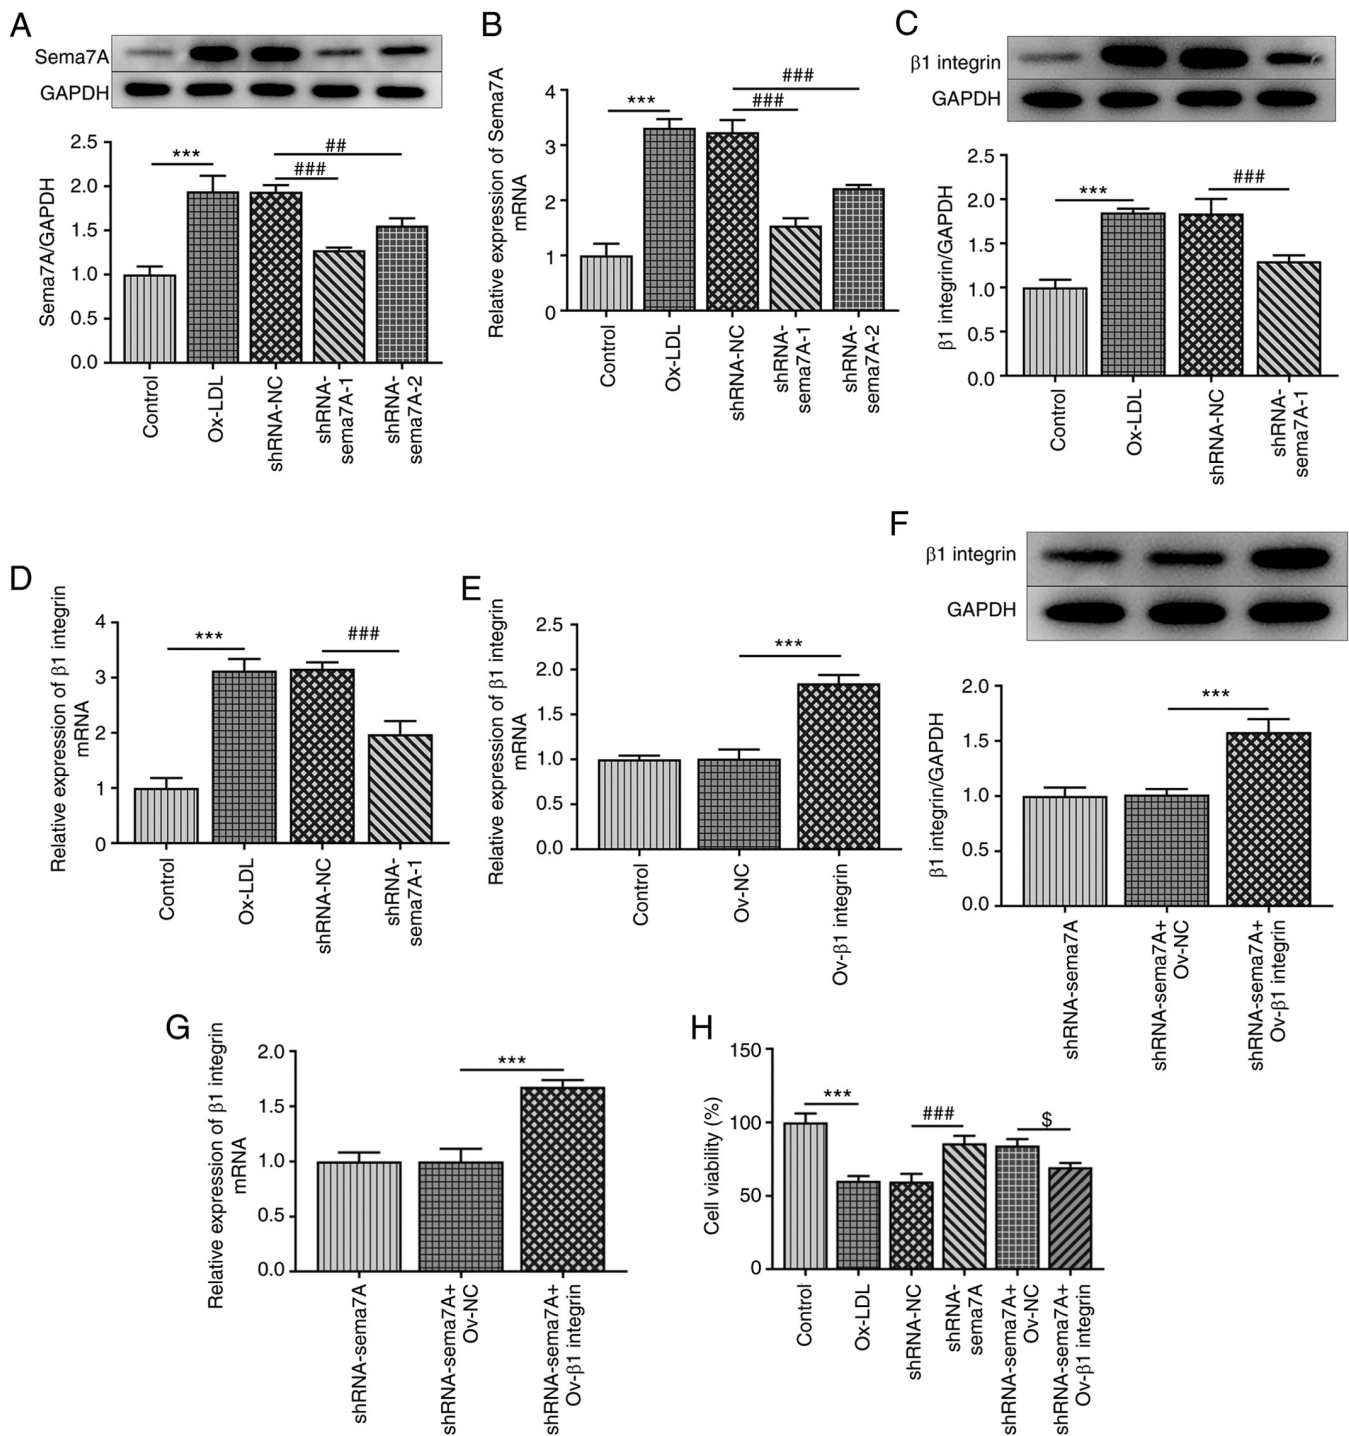 A
Sema7A
GAPDH
Sema7A/GAPDH
2.5
2.0
1.5
1.0
0.5
0.0
***
##
###
Control
Ox-LDL
shRNA-NC
shRNA-
sema7A-1
shRNA-
sema7A-2
B
Relative expression of Sema7A
mRNA
4
3
2
1
0
***
###
###
Control
Ox-LDL
shRNA-NC
shRNA-
sema7A-1
shRNA-
sema7A-2
C
β1 integrin
GAPDH
β1 integrin/GAPDH
2.5
2.0
1.5
1.0
0.5
0.0
***
###
Control
Ox-LDL
shRNA-NC
shRNA-
sema7A-1
D
Relative expression of β1 integrin
mRNA
4
3
2
1
0
***
###
Control
Ox-LDL
shRNA-NC
shRNA-
sema7A-1
E
Relative expression of β1 integrin
mRNA
2.5
2.0
1.5
1.0
0.5
0.0
***
Control
Ov-NC
Ov-β1 integrin
F
β1 integrin
GAPDH
β1 integrin/GAPDH
2.0
1.5
1.0
0.5
0.0
***
shRNA-sema7A
shRNA-sema7A+
Ov-NC
shRNA-sema7A+
Ov-β1 integrin
G
Relative expression of β1 integrin
mRNA
2.0
1.5
1.0
0.5
0.0
***
shRNA-sema7A
shRNA-sema7A+
Ov-NC
shRNA-sema7A+
Ov-β1 integrin
H
Cell viability (%)
150
100
50
0
***
###
$
Control
Ox-LDL
shRNA-NC
shRNA-
sema7A
shRNA-sema7A+
Ov-NC
shRNA-sema7A+
Ov-β1 integrin